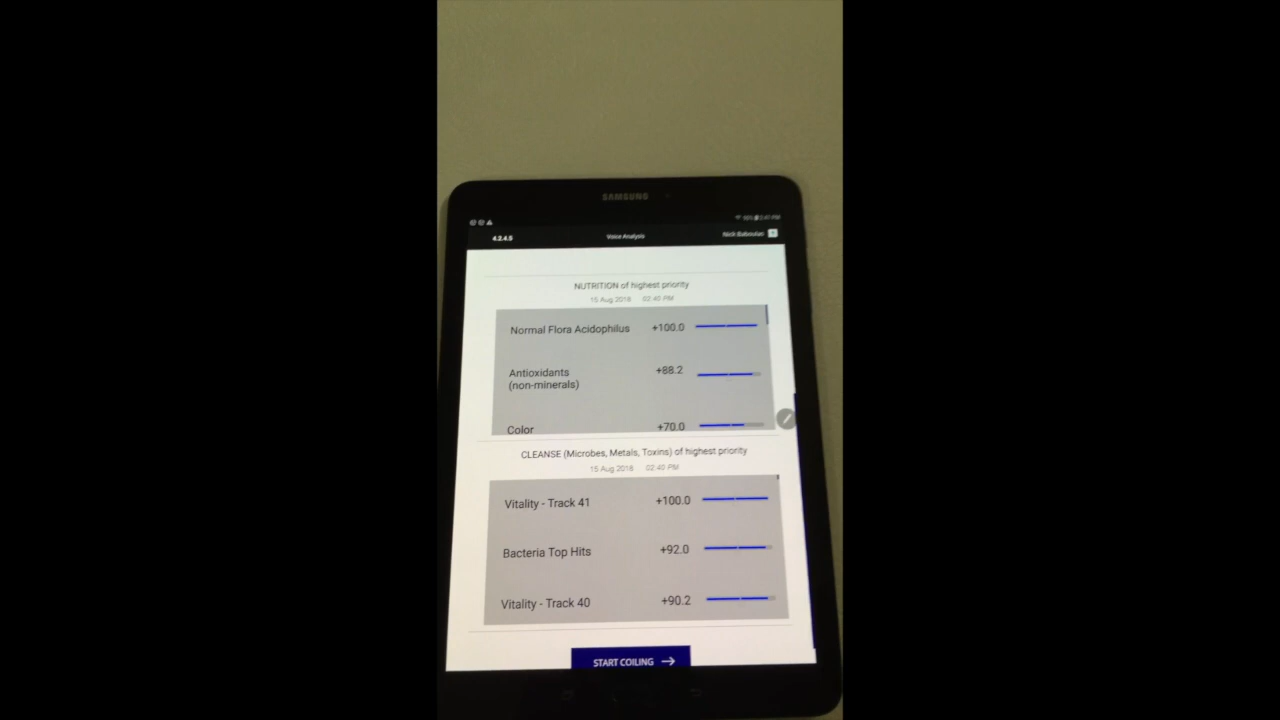 SAMSUNG
4.2.4.5
Voice Analysis
NUTRITION of highest priority
15 Aug 2018 02:40 PM
Normal Flora Acidophilus +100.0
Antioxidants +88.2
(non-minerals)
Color +70.0
CLEANSE (Microbes, Metals, Toxins) of highest priority
15 Aug 2018 02:40 PM
Vitality - Track 41 +100.0
Bacteria Top Hits +92.0
Vitality - Track 40 +90.2
START COILING